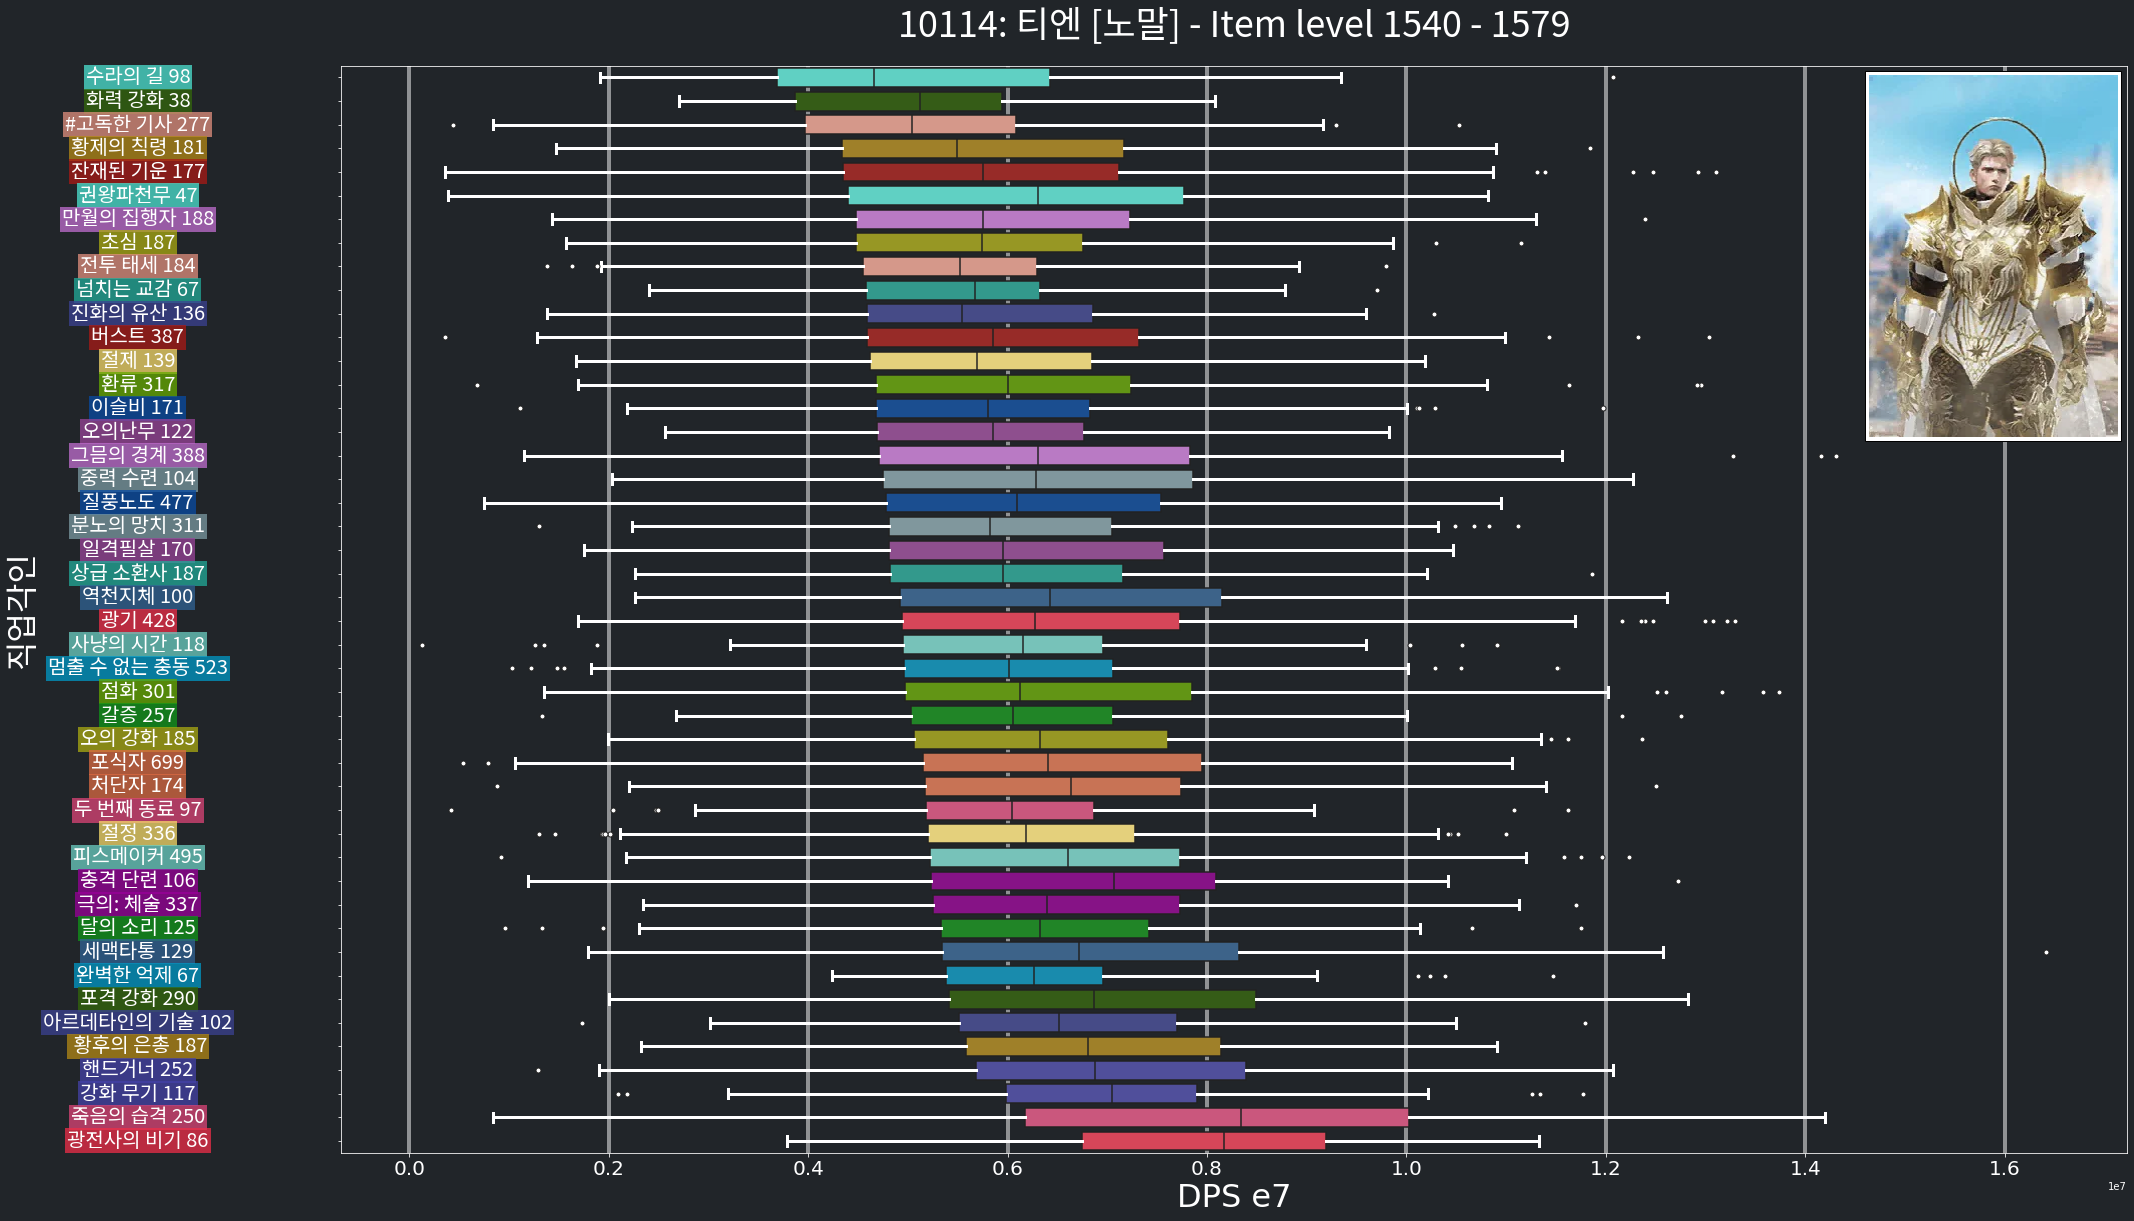 10114: 티엔 [노말] - Item level 1540 - 1579
직업각인
수라의 길 98
화력 강화 38
#고독한 기사 277
황제의 칙령 181
잔재된 기운 177
권왕파천무 47
만월의 집행자 188
초심 187
전투 태세 184
넘치는 교감 67
진화의 유산 136
버스트 387
절제 139
환류 317
이슬비 171
오의난무 122
그믐의 경계 388
중력 수련 104
질풍노도 477
분노의 망치 311
일격필살 170
상급 소환사 187
역천지체 100
광기 428
사냥의 시간 118
멈출 수 없는 충동 523
점화 301
갈증 257
오의 강화 185
포식자 699
처단자 174
두 번째 동료 97
절정 336
피스메이커 495
충격 단련 106
극의: 체술 337
달의 소리 125
세맥타통 129
완벽한 억제 67
포격 강화 290
아르데타인의 기술 102
황후의 은총 187
핸드거너 252
강화 무기 117
죽음의 습격 250
광전사의 비기 86
0.0 0.2 0.4 0.6 0.8 1.0 1.2 1.4 1.6
1e7
DPS e7